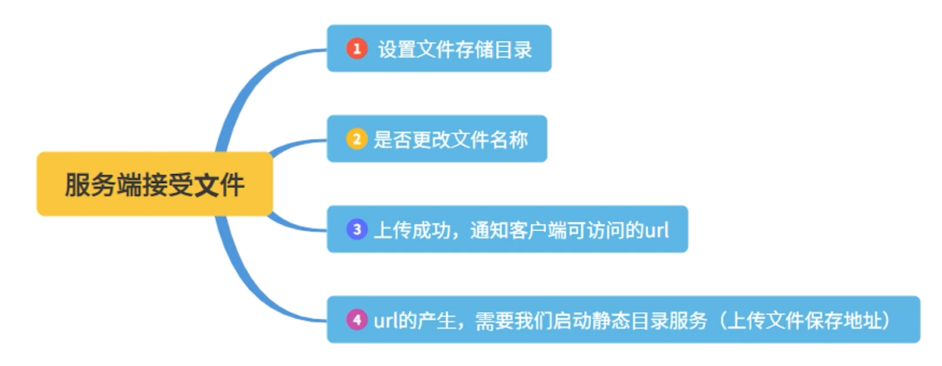 服务端接受文件
1 设置文件存储目录
2 是否更改文件名称
3 上传成功，通知客户端可访问的url
4 url的产生，需要我们启动静态目录服务（上传文件保存地址）